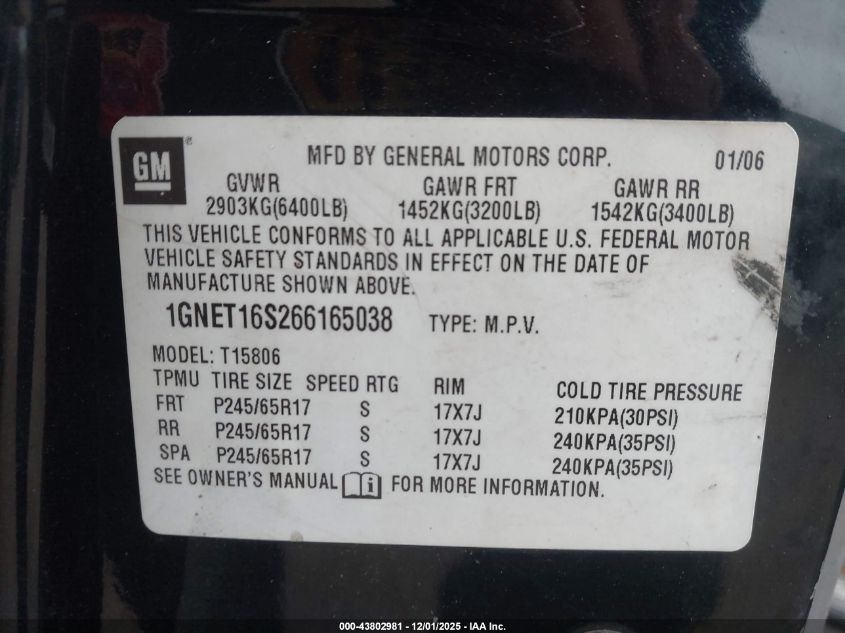 GM® MFD BY GENERAL MOTORS CORP. 01/06
GVWR GAWR FRT GAWR RR
2903KG(6400LB) 1452KG(3200LB) 1542KG(3400LB)
THIS VEHICLE CONFORMS TO ALL APPLICABLE U.S. FEDERAL MOTOR
VEHICLE SAFETY STANDARDS IN EFFECT ON THE DATE OF
MANUFACTURE SHOWN ABOVE.
1GNET16S266165038 TYPE: M.P.V.
MODEL: T15806
TPMU TIRE SIZE SPEED RTG RIM COLD TIRE PRESSURE
FRT P245/65R17 S 17X7J 210KPA(30PSI)
RR P245/65R17 S 17X7J 240KPA(35PSI)
SPA P245/65R17 S 17X7J 240KPA(35PSI)
SEE OWNER'S MANUAL i FOR MORE INFORMATION.
000-43802981 - 12/01/2025 - IAA Inc.